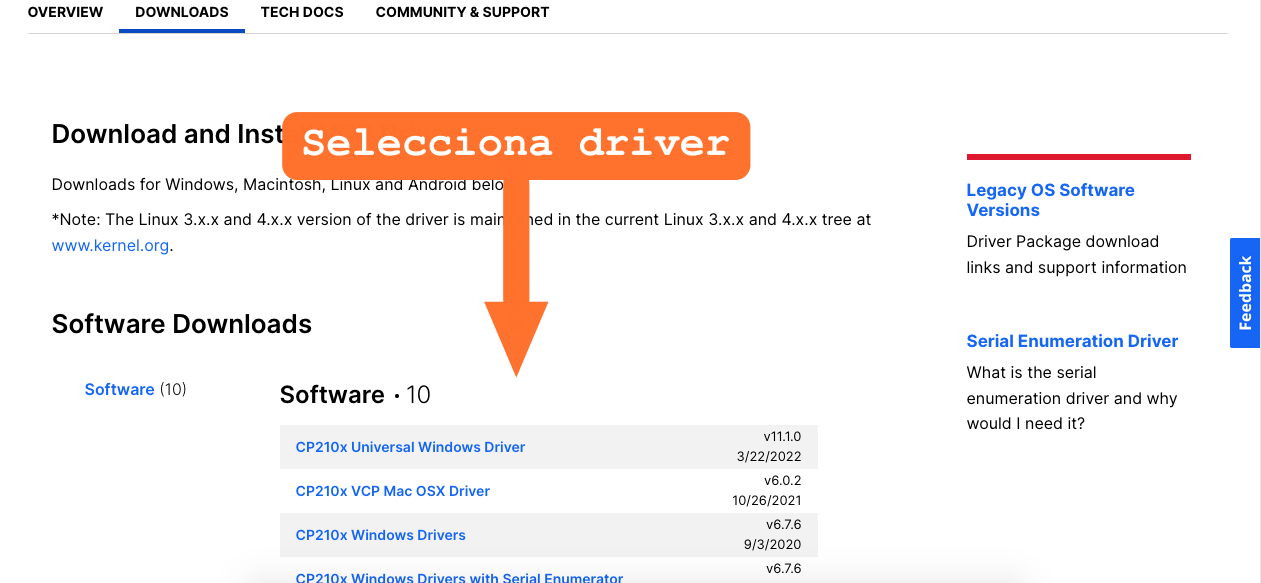 OVERVIEW DOWNLOADS TECH DOCS COMMUNITY & SUPPORT
Download and Inst
Selecciona driver
Downloads for Windows, Macintosh, Linux and Android belo
*Note: The Linux 3.x.x and 4.x.x version of the driver is main ned in the current Linux 3.x.x and 4.x.x tree at
www.kernel.org.
Software Downloads
Software (10)
Software • 10
CP210x Universal Windows Driver
v11.1.0
3/22/2022
CP210x VCP Mac OSX Driver
v6.0.2
10/26/2021
CP210x Windows Drivers
v6.7.6
9/3/2020
CP210x Windows Drivers with Serial Enumerator
v6.7.6
Legacy OS Software
Versions
Driver Package download
links and support information
Serial Enumeration Driver
What is the serial
enumeration driver and why
would I need it?
Feedback